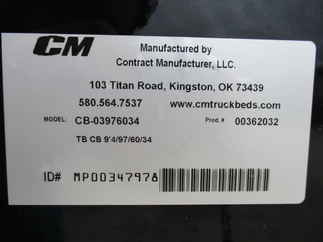 CM
Manufactured by
Contract Manufacturer, LLC.
103 Titan Road, Kingston, OK 73439
580.564.7537 www.cmtruckbeds.com
MODEL: CB-03976034 Prod. # 00362032
TB CB 9'4/97/60/34
ID# MP00347978